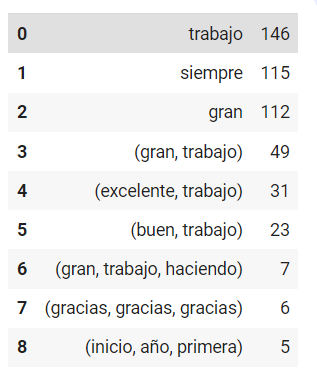 0 trabajo 146
1 siempre 115
2 gran 112
3 (gran, trabajo) 49
4 (excelente, trabajo) 31
5 (buen, trabajo) 23
6 (gran, trabajo, haciendo) 7
7 (gracias, gracias, gracias) 6
8 (inicio, año, primera) 5